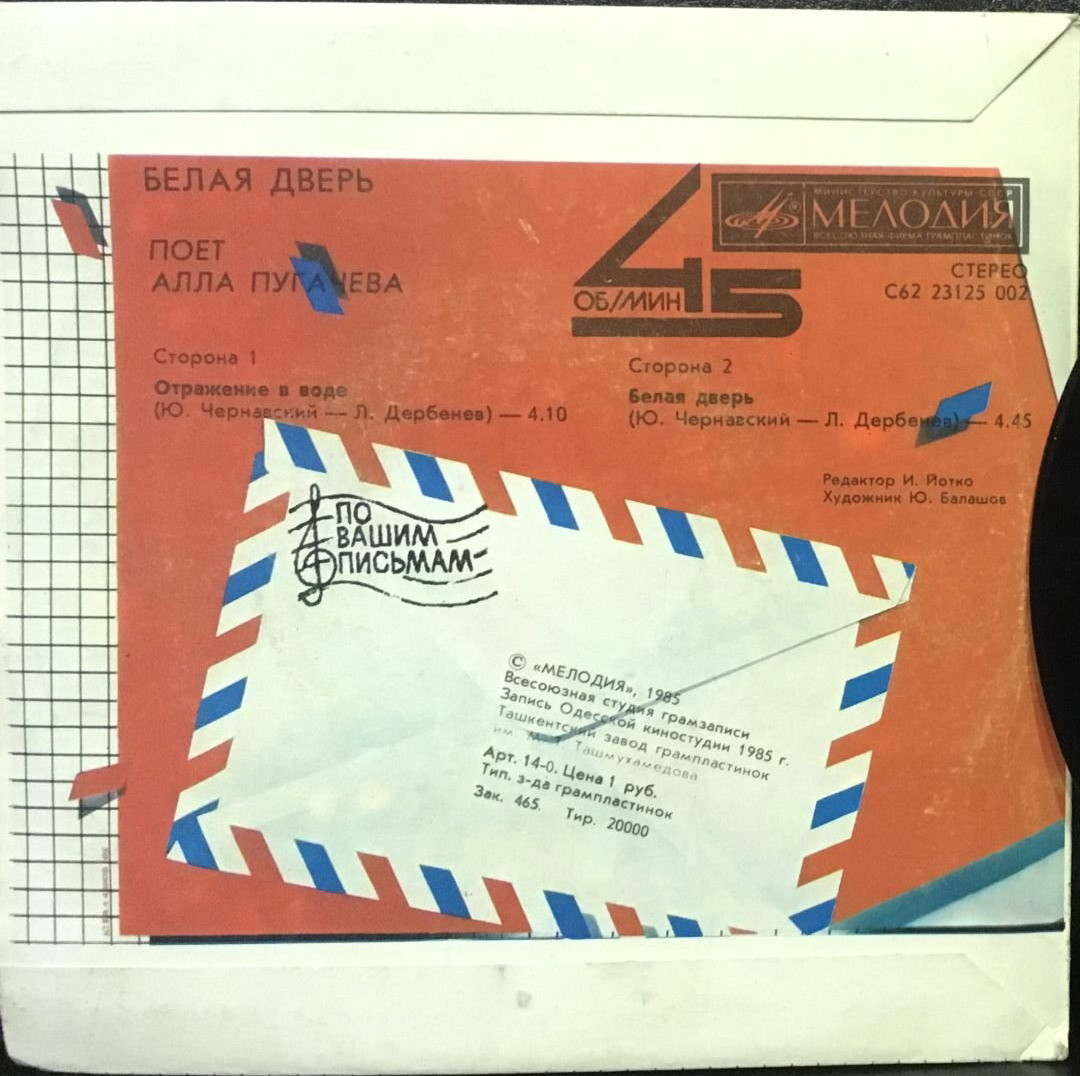 БЕЛАЯ ДВЕРЬ
ПОЕТ
АЛЛА ПУГАЧЕВА
45
ОБ/МИН
МИНИСТЕРСТВО КУЛЬТУРЫ СССР
МЕЛОДИЯ
ВСЕСОЮЗНАЯ ФИРМА ГРАМПЛАСТИНОК
СТЕРЕО
С62 23125 002
Сторона 1
Отражение в воде
(Ю. Чернавский — Л. Дербенев) — 4.10
Сторона 2
Белая дверь
(Ю. Чернавский — Л. Дербенев) — 4.45
Редактор И. Йотко
Художник Ю. Балашов
ПО
ВАШИМ
ПИСЬМАМ
© «МЕЛОДИЯ», 1985
Всесоюзная студия грамзаписи
Запись Одесской киностудии 1985 г.
Ташкентский завод грампластинок
им. М. Ташмухамедова
Арт. 14-0. Цена 1 руб.
Тип. з-да грампластинок
Зак. 465. Тир. 20000